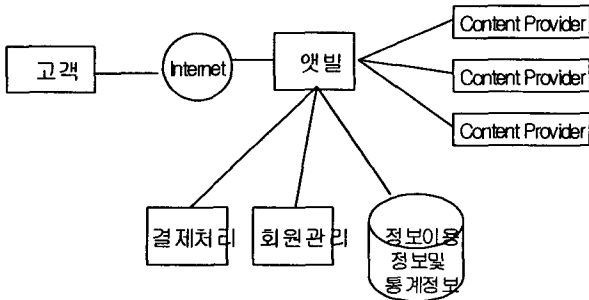 Content Provider
고객
Internet
앳빌
Content Provider
Content Provider
결제처리
회원관리
정보이용
정보및
통계정보